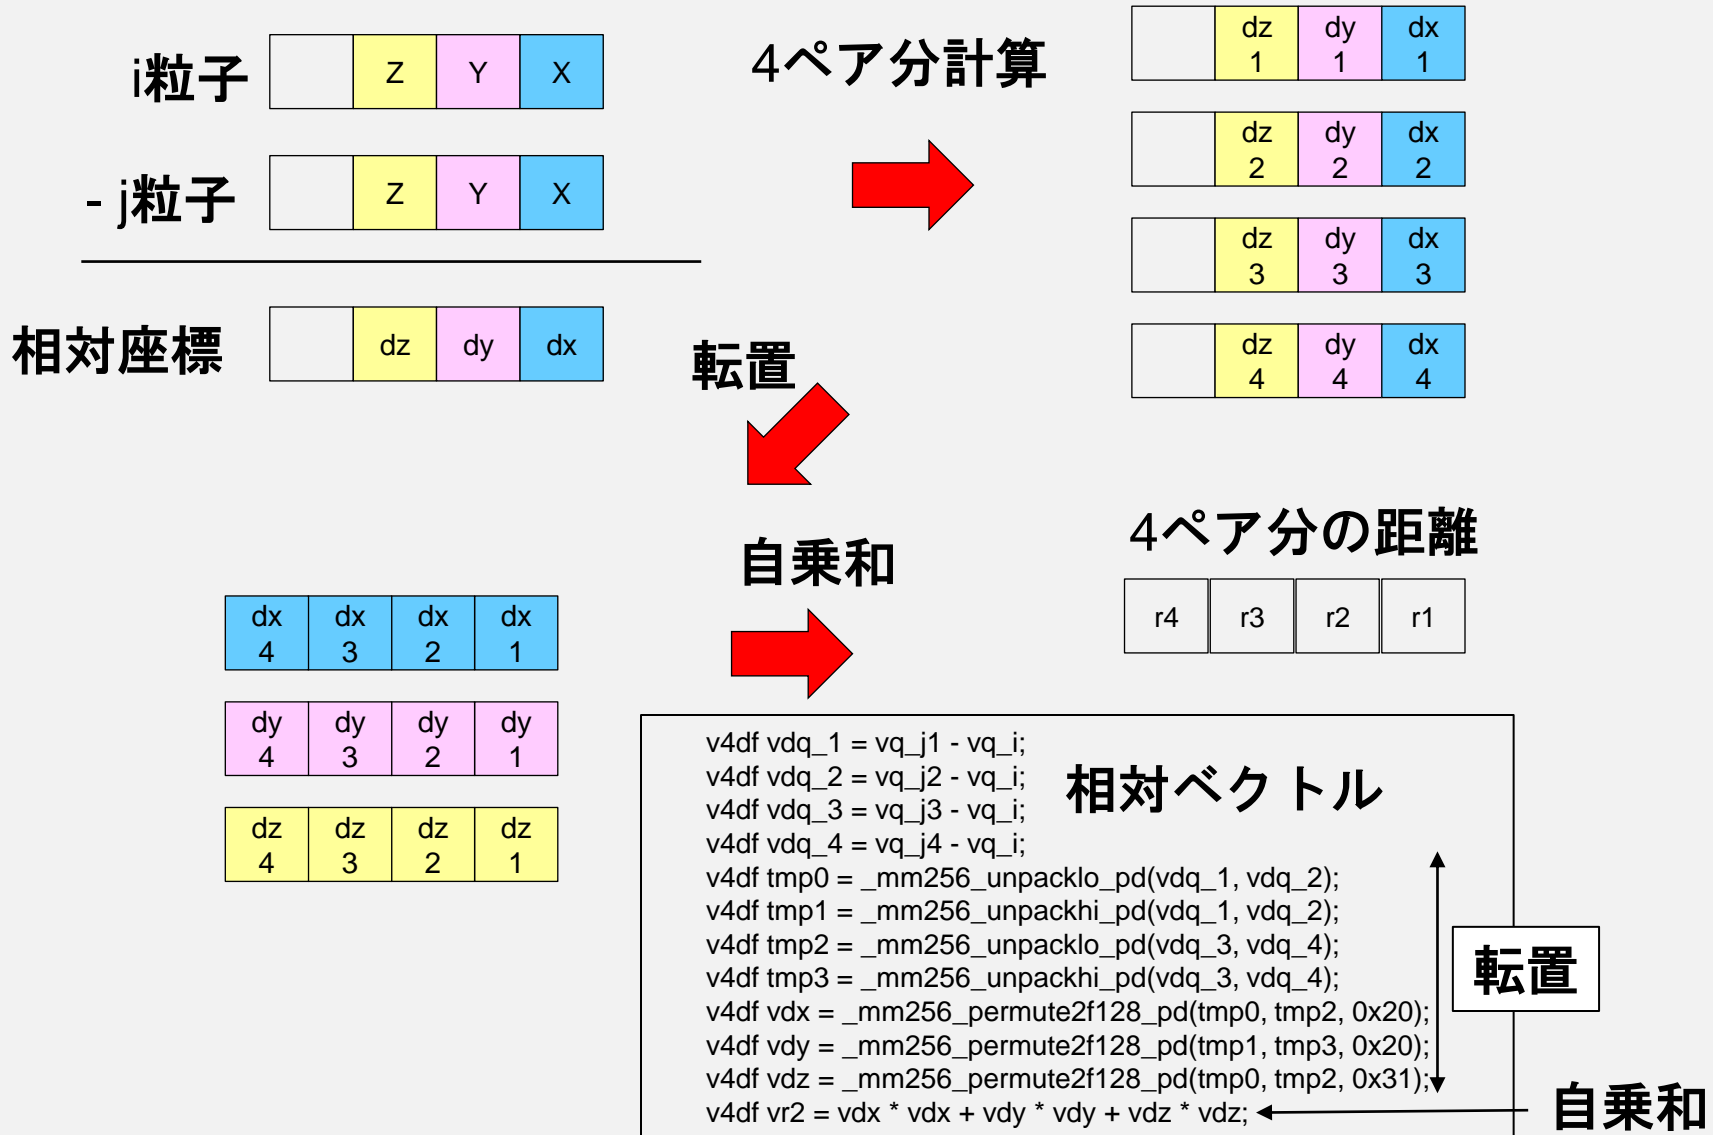 i粒子
Z Y X
- j粒子
Z Y X
相対座標
dz dy dx
4ペア分計算
dz dy dx
1 1 1
dz dy dx
2 2 2
dz dy dx
3 3 3
dz dy dx
4 4 4
転置
dx dx dx dx
4 3 2 1
dy dy dy dy
4 3 2 1
dz dz dz dz
4 3 2 1
自乗和
4ペア分の距離
r4 r3 r2 r1
v4df vdq_1 = vq_j1 - vq_i;
v4df vdq_2 = vq_j2 - vq_i;
v4df vdq_3 = vq_j3 - vq_i;
v4df vdq_4 = vq_j4 - vq_i;
相対ベクトル
v4df tmp0 = _mm256_unpacklo_pd(vdq_1, vdq_2);
v4df tmp1 = _mm256_unpackhi_pd(vdq_1, vdq_2);
v4df tmp2 = _mm256_unpacklo_pd(vdq_3, vdq_4);
v4df tmp3 = _mm256_unpackhi_pd(vdq_3, vdq_4);
v4df vdx = _mm256_permute2f128_pd(tmp0, tmp2, 0x20);
v4df vdy = _mm256_permute2f128_pd(tmp1, tmp3, 0x20);
v4df vdz = _mm256_permute2f128_pd(tmp0, tmp2, 0x31);
転置
v4df vr2 = vdx * vdx + vdy * vdy + vdz * vdz;
自乗和